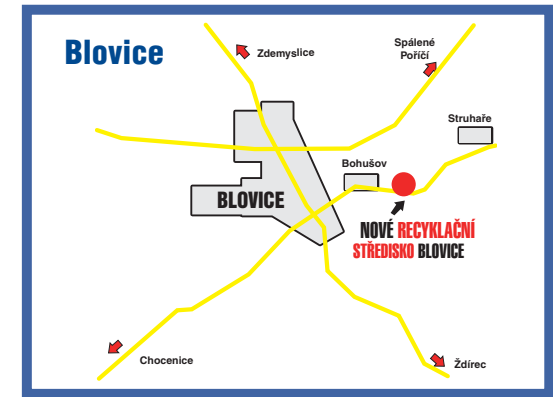 Blovice
Zdemyslice
Spálené
Poříčí
Struhaře
Bohušov
BLOVICE
NOVÉ RECYKLAČNÍ
STŘEDISKO BLOVICE
Chocenice
Ždírec